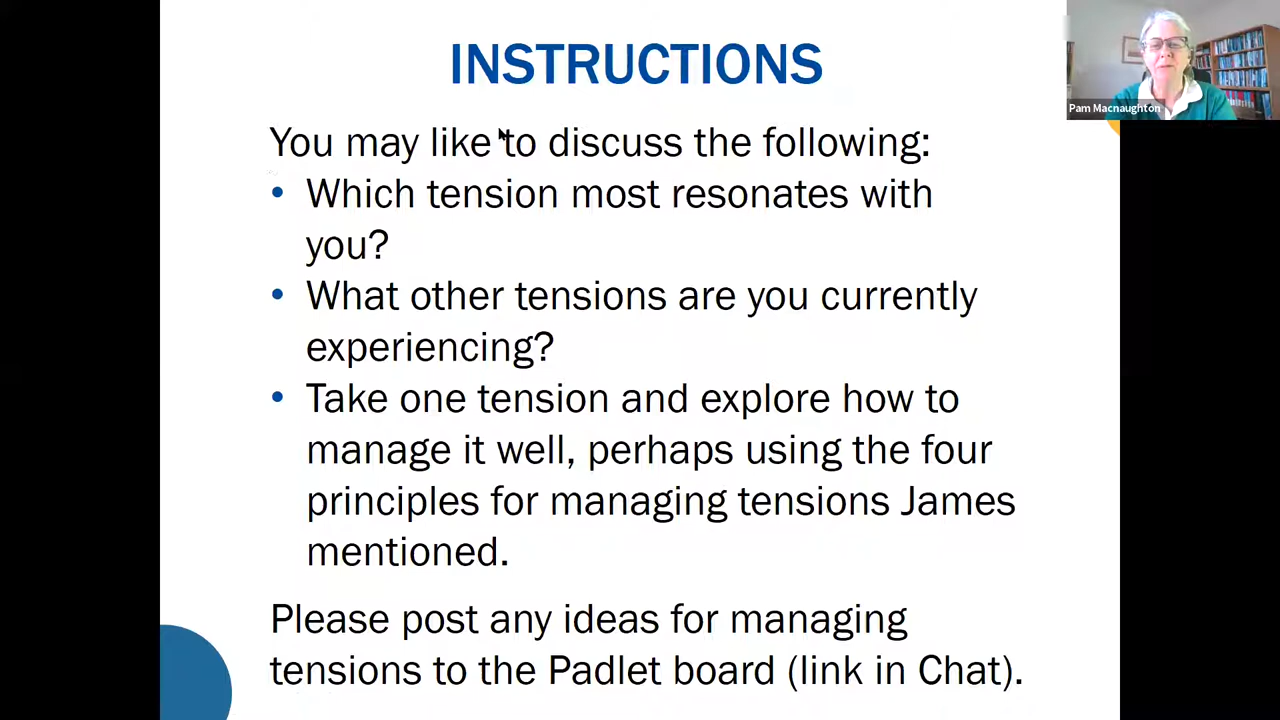 INSTRUCTIONS
Pam Macnaughton
You may like to discuss the following:
• Which tension most resonates with
you?
• What other tensions are you currently
experiencing?
• Take one tension and explore how to
manage it well, perhaps using the four
principles for managing tensions James
mentioned.
Please post any ideas for managing
tensions to the Padlet board (link in Chat).